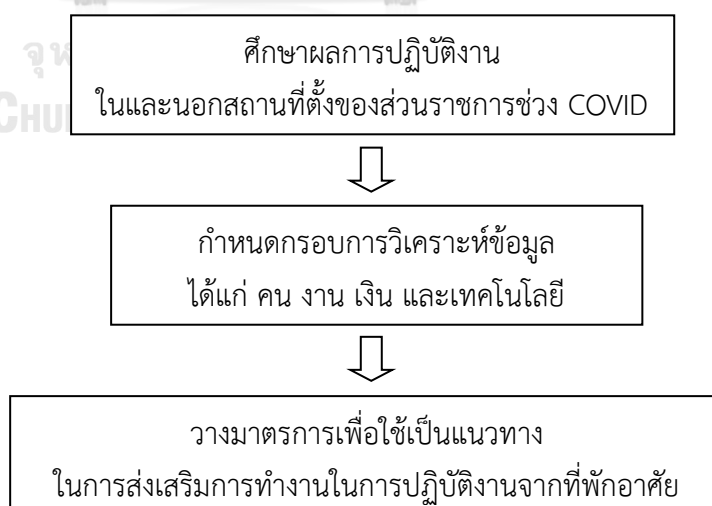 ศึกษาผลการปฏิบัติงาน
ในและนอกสถานที่ตั้งของส่วนราชการช่วง COVID
กำหนดกรอบการวิเคราะห์ข้อมูล
ได้แก่ คน งาน เงิน และเทคโนโลยี
วางมาตรการเพื่อใช้เป็นแนวทาง
ในการส่งเสริมการทำงานในการปฏิบัติงานจากที่พักอาศัย